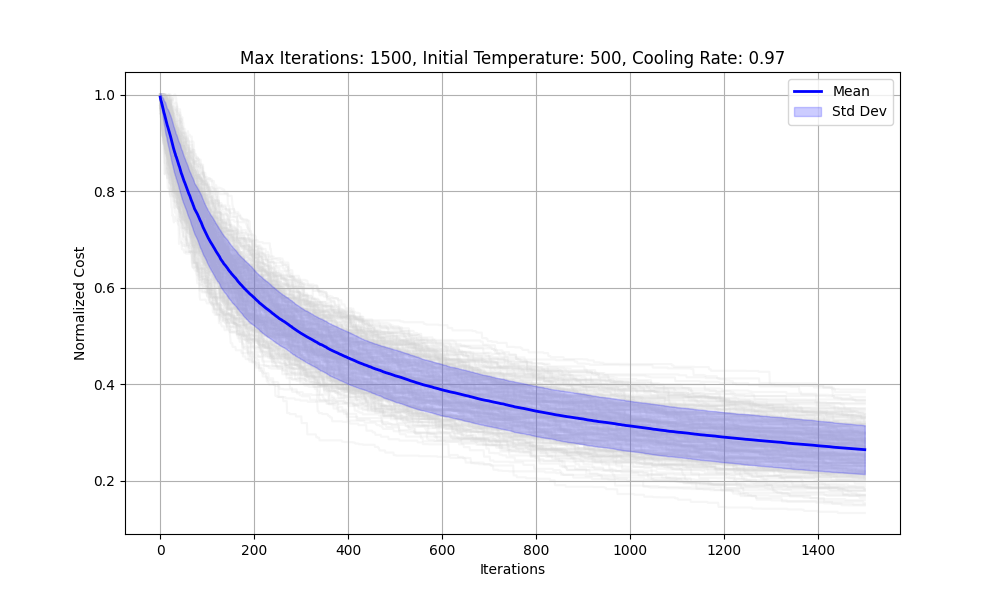 Max Iterations: 1500, Initial Temperature: 500, Cooling Rate: 0.97
Mean
Std Dev
Normalized Cost
1.0
0.8
0.6
0.4
0.2
0 200 400 600 800 1000 1200 1400
Iterations